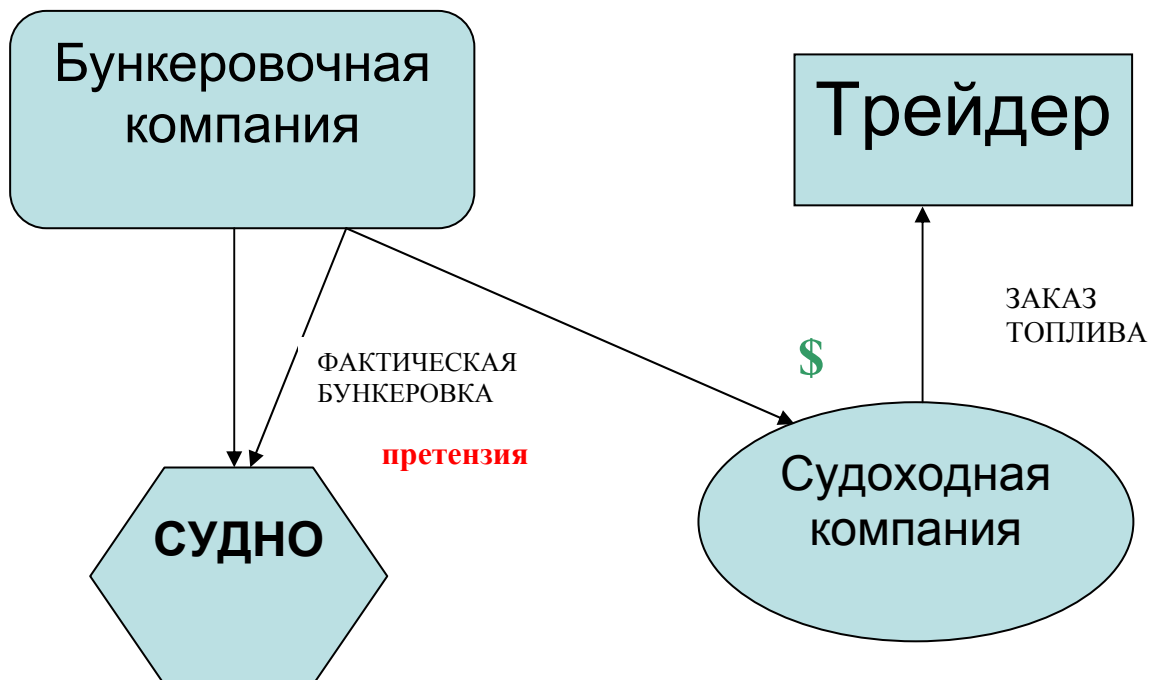 Бункеровочная
компания
Трейдер
ЗАКАЗ
ТОПЛИВА
$
ФАКТИЧЕСКАЯ
БУНКЕРОВКА
претензия
Судоходная
компания
СУДНО